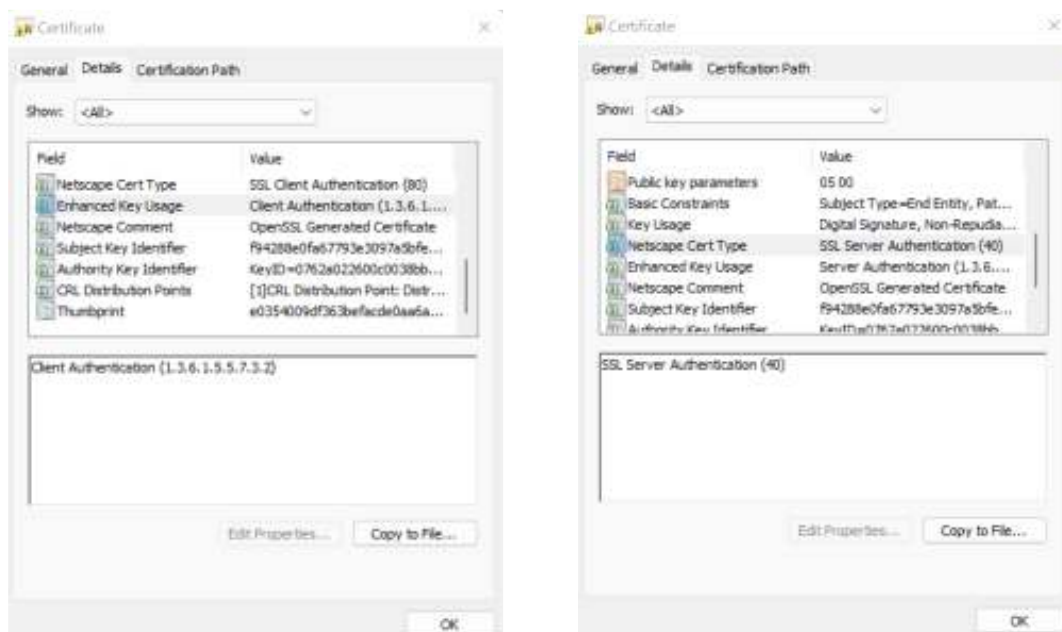 Certificate
General Details Certification Path
Show: <All>
Field Value
Netscape Cert Type SSL Client Authentication (80)
Enhanced Key Usage Client Authentication (1.3.6.1....
Netscape Comment OpenSSL Generated Certificate
Subject Key Identifier f94288e0fa67793e3097a5bfe...
Authority Key Identifier KeyID=0762a022600c0038bb...
CRL Distribution Points [1]CRL Distribution Point: Distr...
Thumbprint e0354009df363befacde0aa6a...
Client Authentication (1.3.6.1.5.5.7.3.2)
Edit Properties... Copy to File...
OK
Certificate
General Details Certification Path
Show: <All>
Field Value
Public key parameters 05 00
Basic Constraints Subject Type=End Entity, Pat...
Key Usage Digital Signature, Non-Repudia...
Netscape Cert Type SSL Server Authentication (40)
Enhanced Key Usage Server Authentication (1.3.6....
Netscape Comment OpenSSL Generated Certificate
Subject Key Identifier f94288e0fa67793e3097a5bfe...
Authority Key Identifier KeyID=0762a022600c0038bb
SSL Server Authentication (40)
Edit Properties... Copy to File...
OK